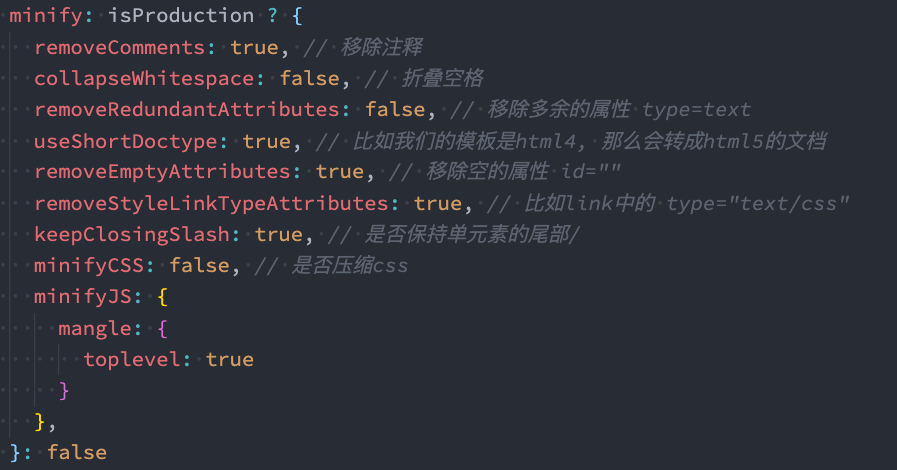 minify: isProduction ? {
removeComments: true, // 移除注释
collapseWhitespace: false, // 折叠空格
removeRedundantAttributes: false, // 移除多余的属性 type=text
useShortDoctype: true, // 比如我们的模板是html4, 那么会转成html5的文档
removeEmptyAttributes: true, // 移除空的属性 id=""
removeStyleLinkTypeAttributes: true, // 比如link中的 type="text/css"
keepClosingSlash: true, // 是否保持单元素的尾部/
minifyCSS: false, // 是否压缩css
minifyJS: {
mangle: {
toplevel: true
}
},
}: false